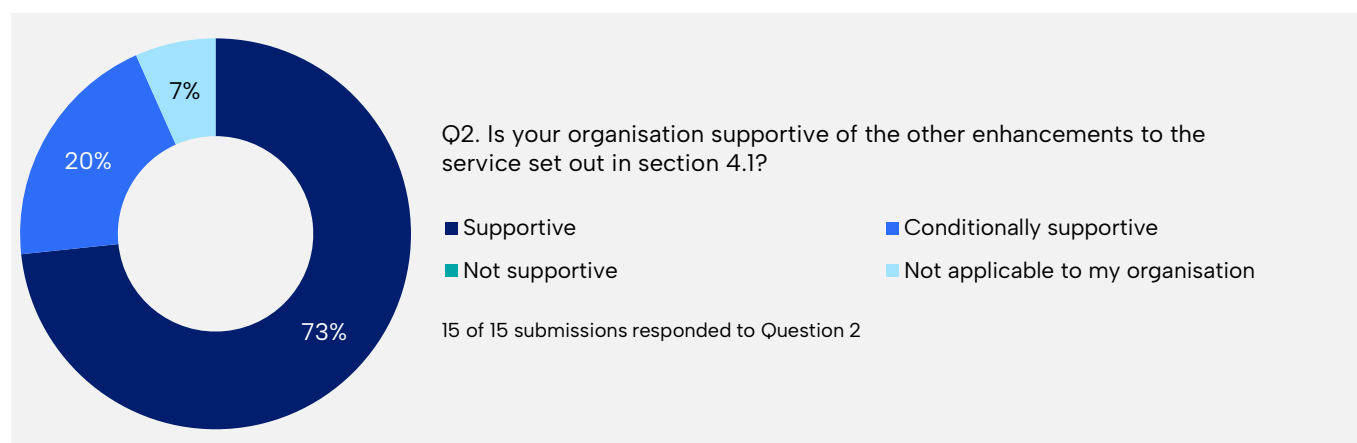 7%
20%
73%
Q2. Is your organisation supportive of the other enhancements to the
service set out in section 4.1?
Supportive
Conditionally supportive
Not supportive
Not applicable to my organisation
15 of 15 submissions responded to Question 2